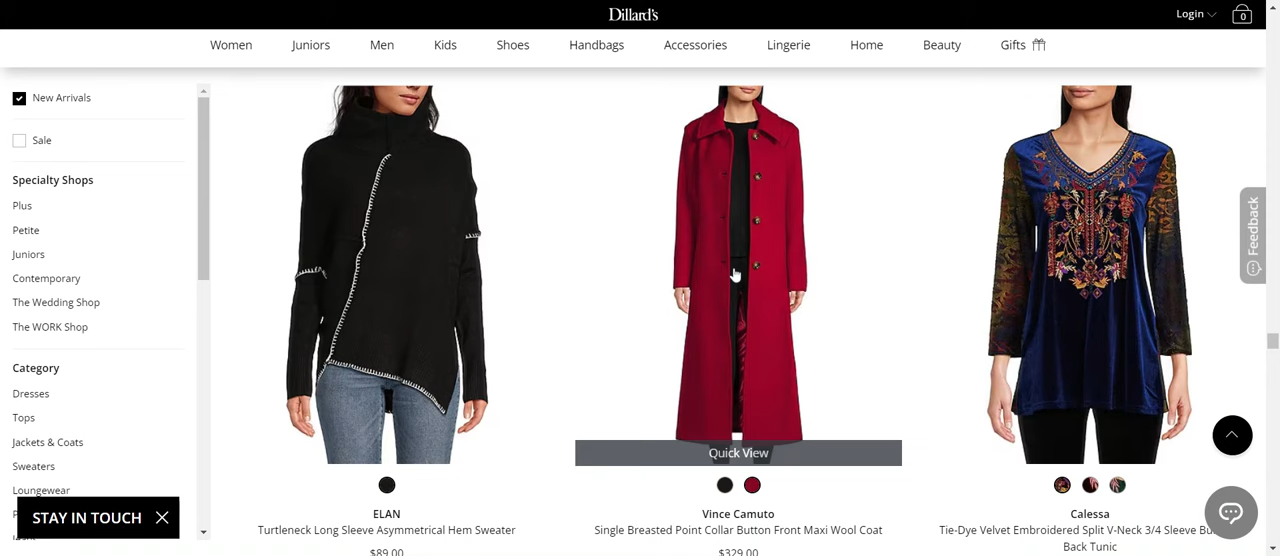 Dillard's
Login
0
Women
Juniors
Men
Kids
Shoes
Handbags
Accessories
Lingerie
Home
Beauty
Gifts
New Arrivals
Sale
Specialty Shops
Plus
Petite
Juniors
Contemporary
The Wedding Shop
The WORK Shop
Category
Dresses
Tops
Jackets & Coats
Sweaters
Loungewear
STAY IN TOUCH
Quick View
ELAN
Turtleneck Long Sleeve Asymmetrical Hem Sweater
$89.00
Vince Camuto
Single Breasted Point Collar Button Front Maxi Wool Coat
$329.00
Calessa
Tie-Dye Velvet Embroidered Split V-Neck 3/4 Sleeve
Back Tunic
Feedback